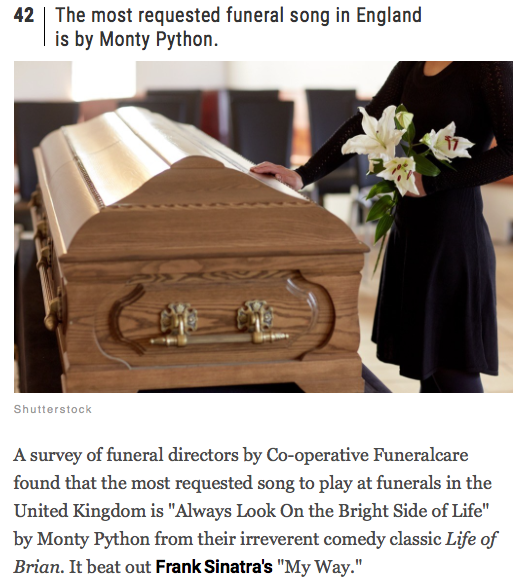 42 The most requested funeral song in England
is by Monty Python.
Shutterstock
A survey of funeral directors by Co-operative Funeralcare
found that the most requested song to play at funerals in the
United Kingdom is "Always Look On the Bright Side of Life"
by Monty Python from their irreverent comedy classic Life of
Brian. It beat out Frank Sinatra's "My Way."